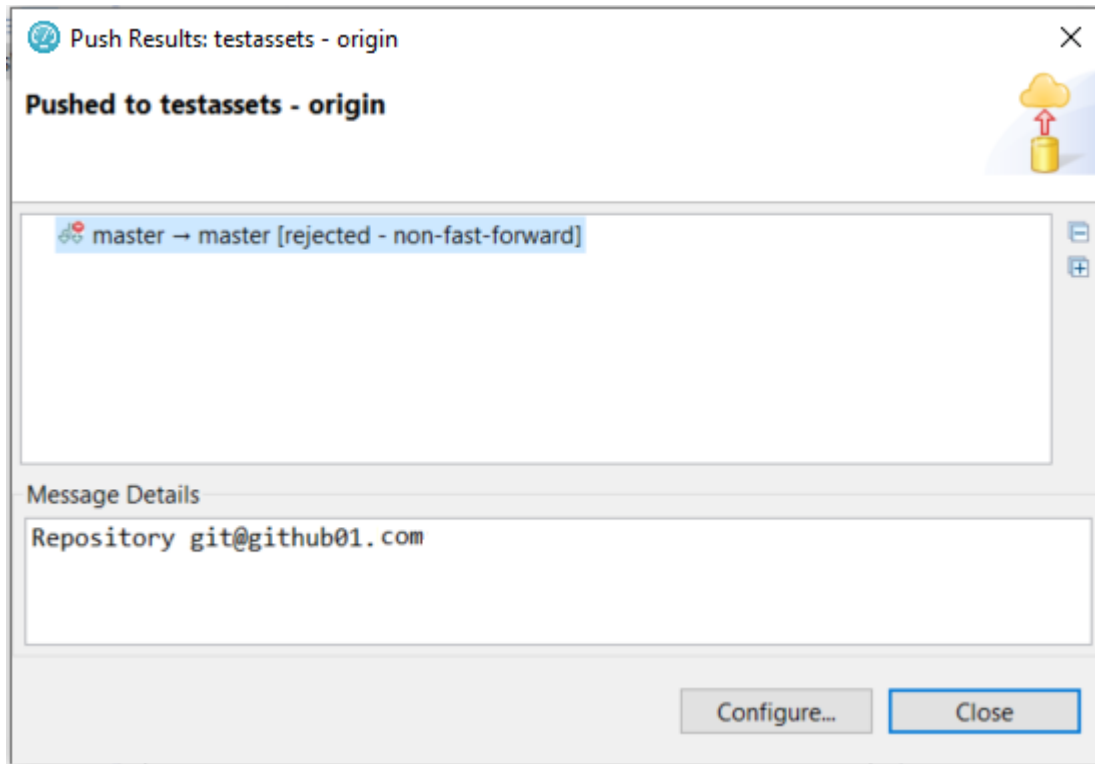 Push Results: testassets - origin
Pushed to testassets - origin
master → master [rejected - non-fast-forward]
Message Details
Repository git@github01.com
Configure...
Close